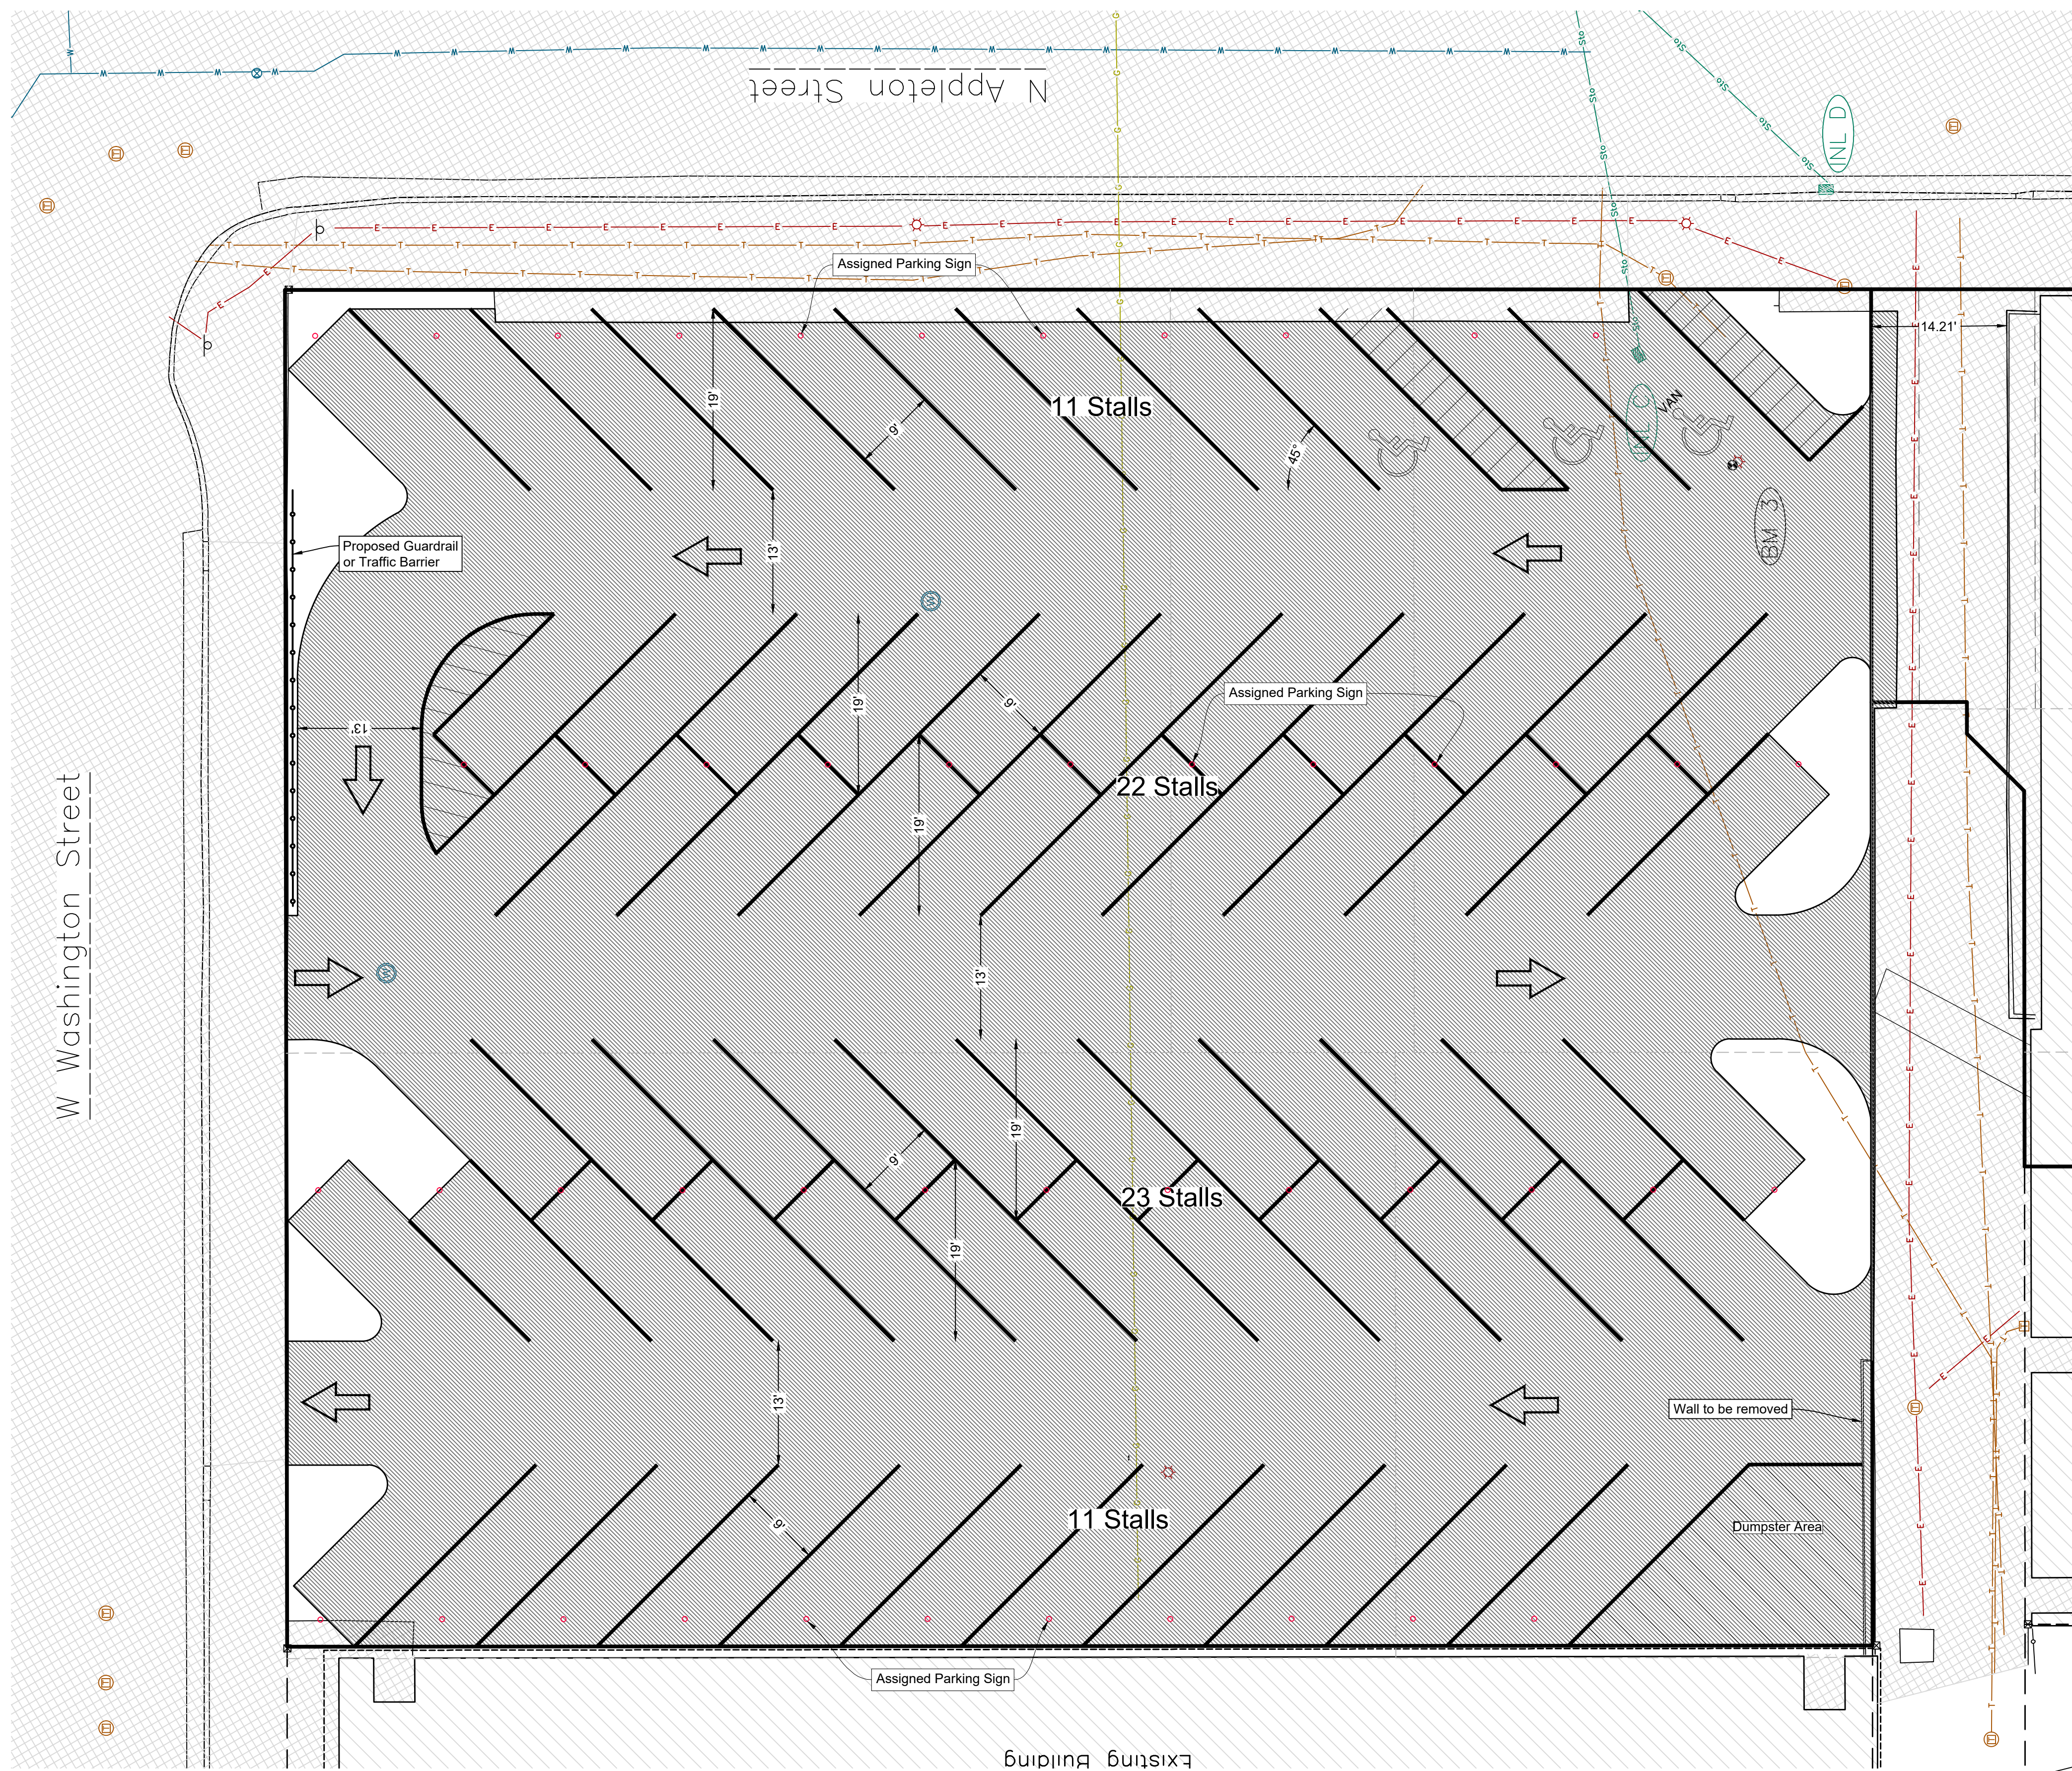 N Appleton Street
INL D
Assigned Parking Sign
14.21'
19'
11 Stalls
9'
45°
VAN
INL C
BM 3
13'
Proposed Guardrail
or Traffic Barrier
19'
9'
Assigned Parking Sign
13'
22 Stalls
19'
W Washington Street
13'
19'
9'
23 Stalls
19'
13'
Wall to be removed
9'
11 Stalls
Dumpster Area
Assigned Parking Sign
Existing Building